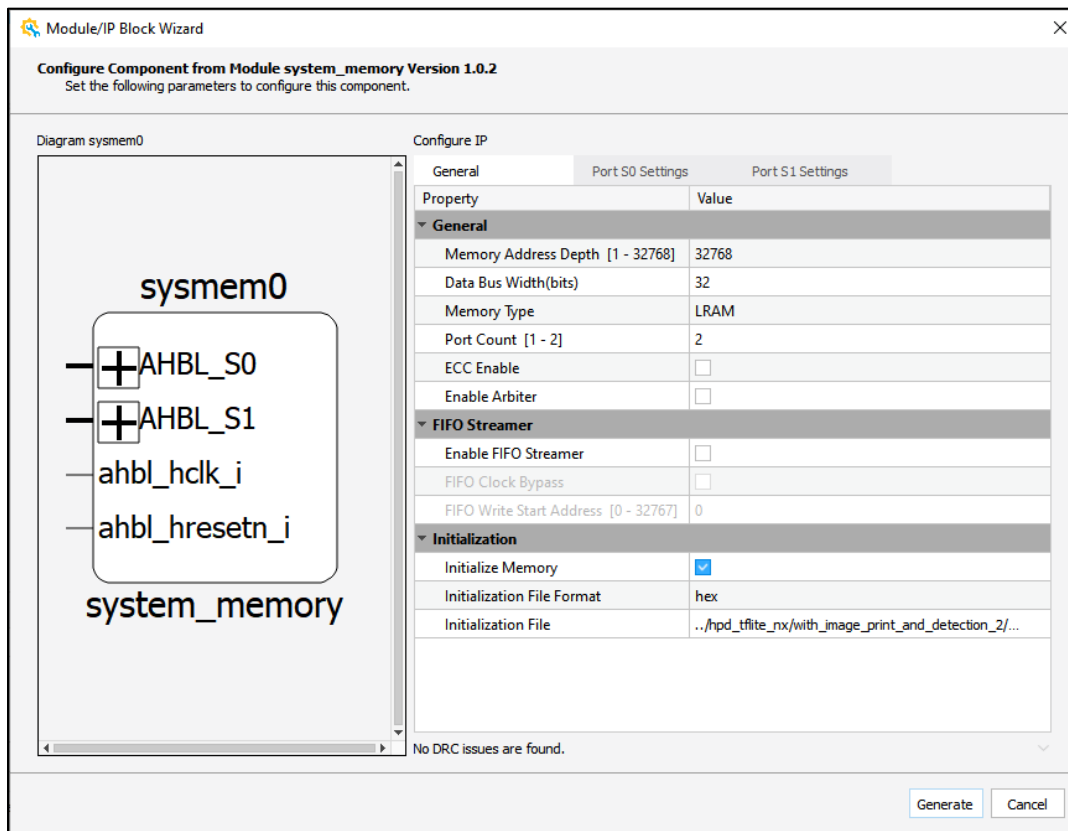 Module/IP Block Wizard
Configure Component from Module system_memory Version 1.0.2
Set the following parameters to configure this component.
Diagram sysmem0
Configure IP
sysmem0
AHBL_S0
AHBL_S1
ahbl_hclk_i
ahbl_hresetn_i
system_memory
General Port S0 Settings Port S1 Settings
Property Value
General
Memory Address Depth [1 - 32768] 32768
Data Bus Width(bits) 32
Memory Type LRAM
Port Count [1 - 2] 2
ECC Enable
Enable Arbiter
FIFO Streamer
Enable FIFO Streamer
FIFO Clock Bypass
FIFO Write Start Address [0 - 32767] 0
Initialization
Initialize Memory
Initialization File Format hex
Initialization File ../hpd_tflite_nx/with_image_print_and_detection_2/...
No DRC issues are found.
Generate Cancel